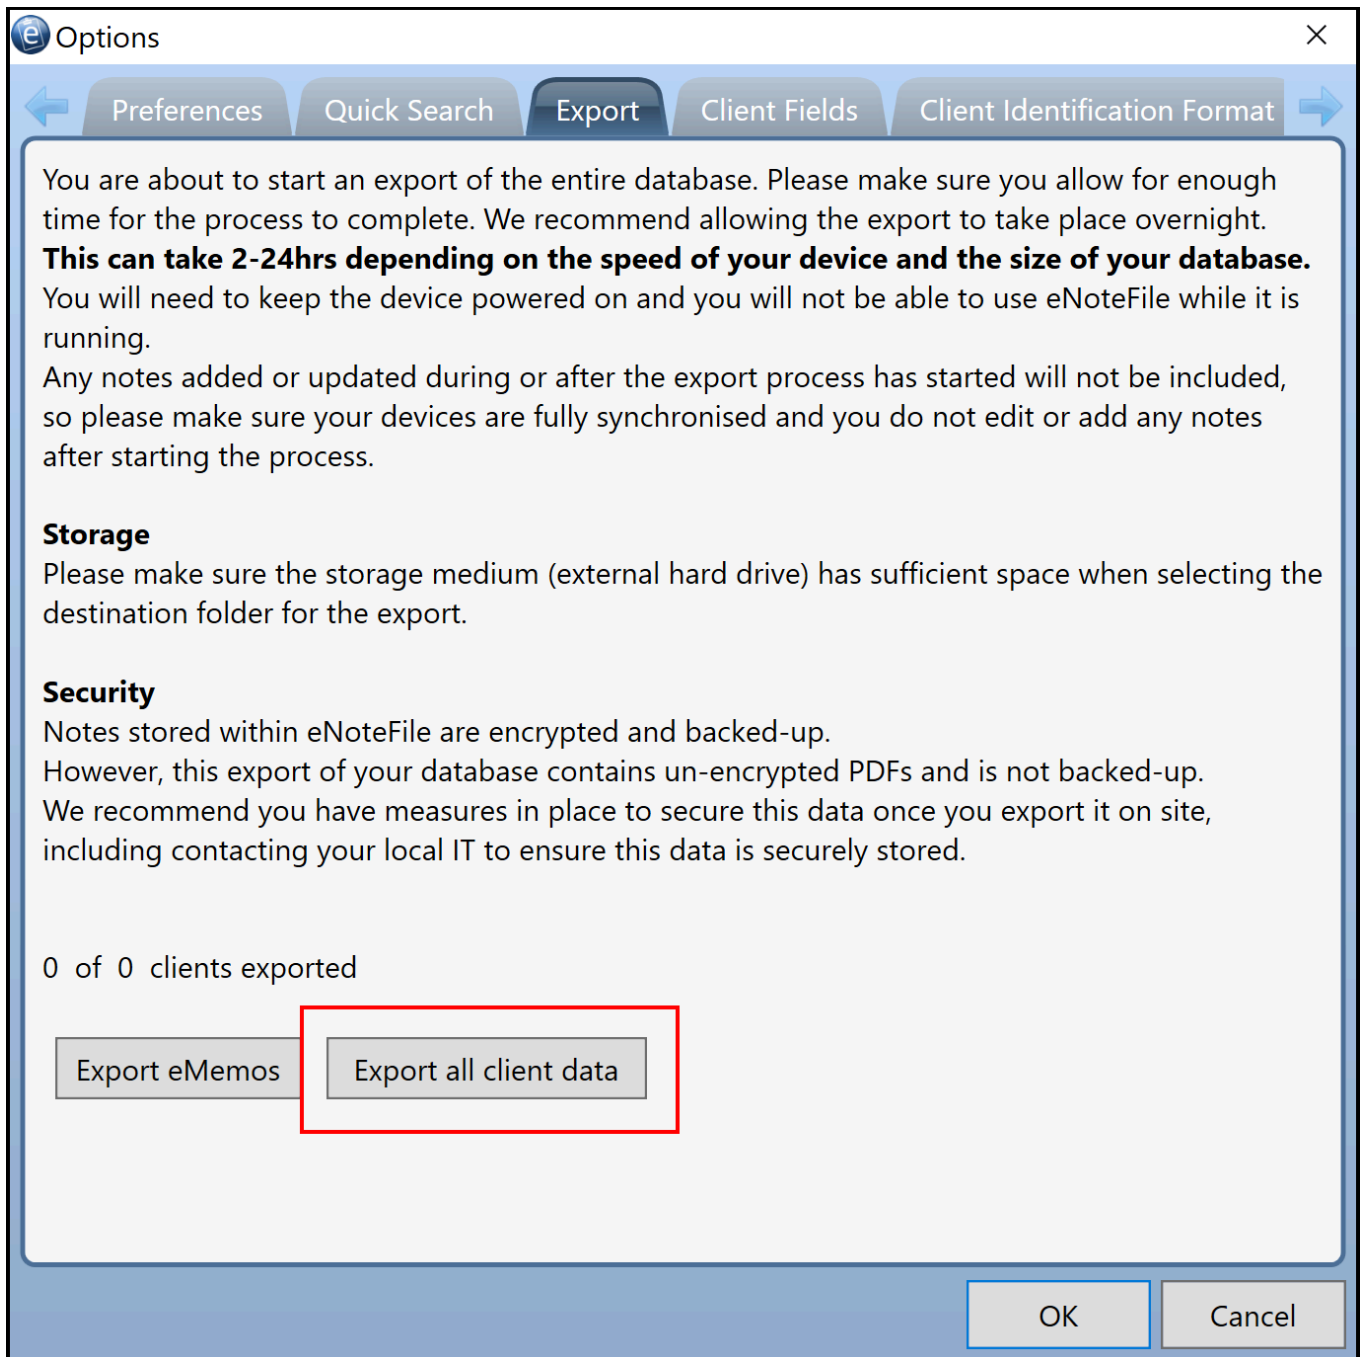 Options
Preferences
Quick Search
Export
Client Fields
Client Identification Format
You are about to start an export of the entire database. Please make sure you allow for enough
time for the process to complete. We recommend allowing the export to take place overnight.
This can take 2-24hrs depending on the speed of your device and the size of your database.
You will need to keep the device powered on and you will not be able to use eNoteFile while it is
running.
Any notes added or updated during or after the export process has started will not be included,
so please make sure your devices are fully synchronised and you do not edit or add any notes
after starting the process.
Storage
Please make sure the storage medium (external hard drive) has sufficient space when selecting the
destination folder for the export.
Security
Notes stored within eNoteFile are encrypted and backed-up.
However, this export of your database contains un-encrypted PDFs and is not backed-up.
We recommend you have measures in place to secure this data once you export it on site,
including contacting your local IT to ensure this data is securely stored.
0 of 0 clients exported
Export eMemos
Export all client data
OK
Cancel